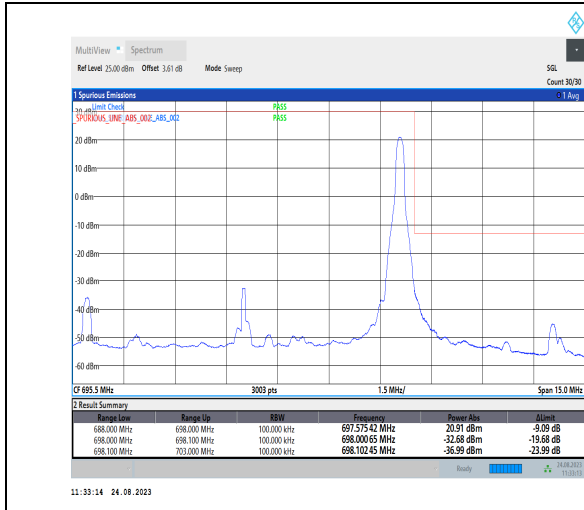 MultiView Spectrum
Ref Level 25.00 dBm Offset 3.61 dB Mode Sweep SGL
Count 30/30
1 Spurious Emissions 1 Avg
Limit Check PASS
SPURIOUS_LINE_ABS_002 _ABS_002 PASS
20 dBm
10 dBm
0 dBm
-10 dBm
-20 dBm
-30 dBm
-40 dBm
-50 dBm
-60 dBm
CF 695.5 MHz 3003 pts 1.5 MHz/ Span 15.0 MHz
2 Result Summary
Range Low Range Up RBW Frequency Power Abs ΔLimit
688.000 MHz 698.000 MHz 100.000 kHz 697.57542 MHz 20.91 dBm -9.09 dB
698.000 MHz 698.100 MHz 100.000 kHz 698.00065 MHz -32.68 dBm -19.68 dB
698.100 MHz 703.000 MHz 100.000 kHz 698.10245 MHz -36.99 dBm -23.99 dB
Ready 24.08.2023
11:33:13
11:33:14 24.08.2023